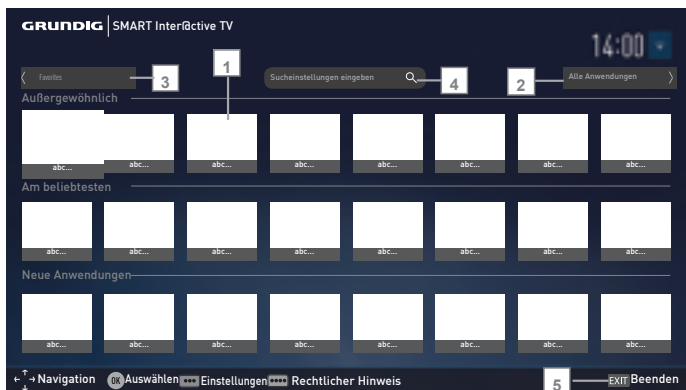 GRUNDIG SMART Inter@ctive TV
14:00
Favorites 3 1 Sucheinstellungen eingeben 4 2 Alle Anwendungen
Außergewöhnlich
abc... abc... abc... abc... abc... abc... abc... abc...
Am beliebtesten
abc... abc... abc... abc... abc... abc... abc... abc...
Neue Anwendungen
abc... abc... abc... abc... abc... abc... abc... abc...
Navigation OK Auswählen Einstellungen Rechtlicher Hinweis 5 EXIT Beenden